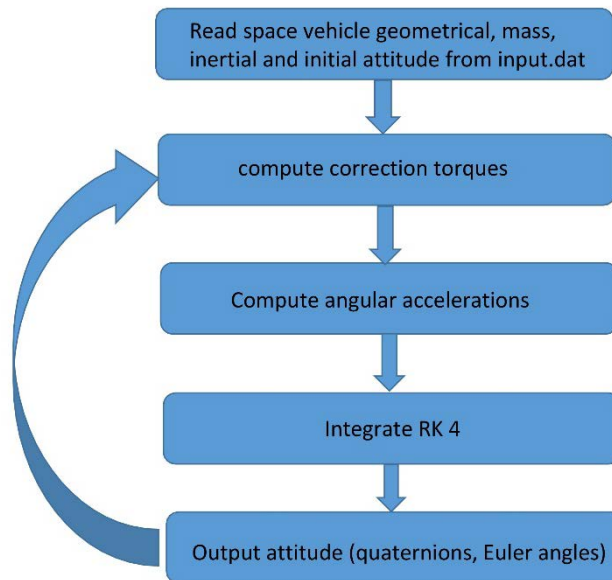 Read space vehicle geometrical, mass,
inertial and initial attitude from input.dat
compute correction torques
Compute angular accelerations
Integrate RK 4
Output attitude (quaternions, Euler angles)